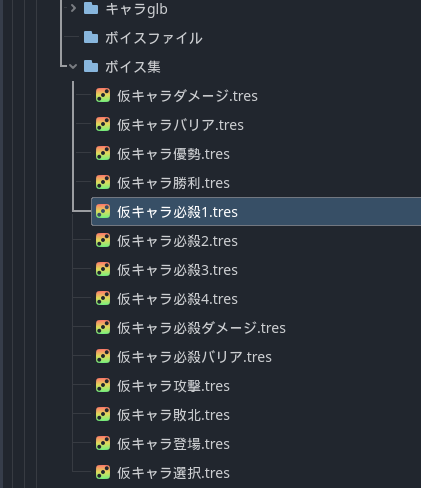 キャラglb
ボイスファイル
ボイス集
仮キャラダメージ.tres
仮キャラバリア.tres
仮キャラ優勢.tres
仮キャラ勝利.tres
仮キャラ必殺1.tres
仮キャラ必殺2.tres
仮キャラ必殺3.tres
仮キャラ必殺4.tres
仮キャラ必殺ダメージ.tres
仮キャラ必殺バリア.tres
仮キャラ攻撃.tres
仮キャラ敗北.tres
仮キャラ登場.tres
仮キャラ選択.tres